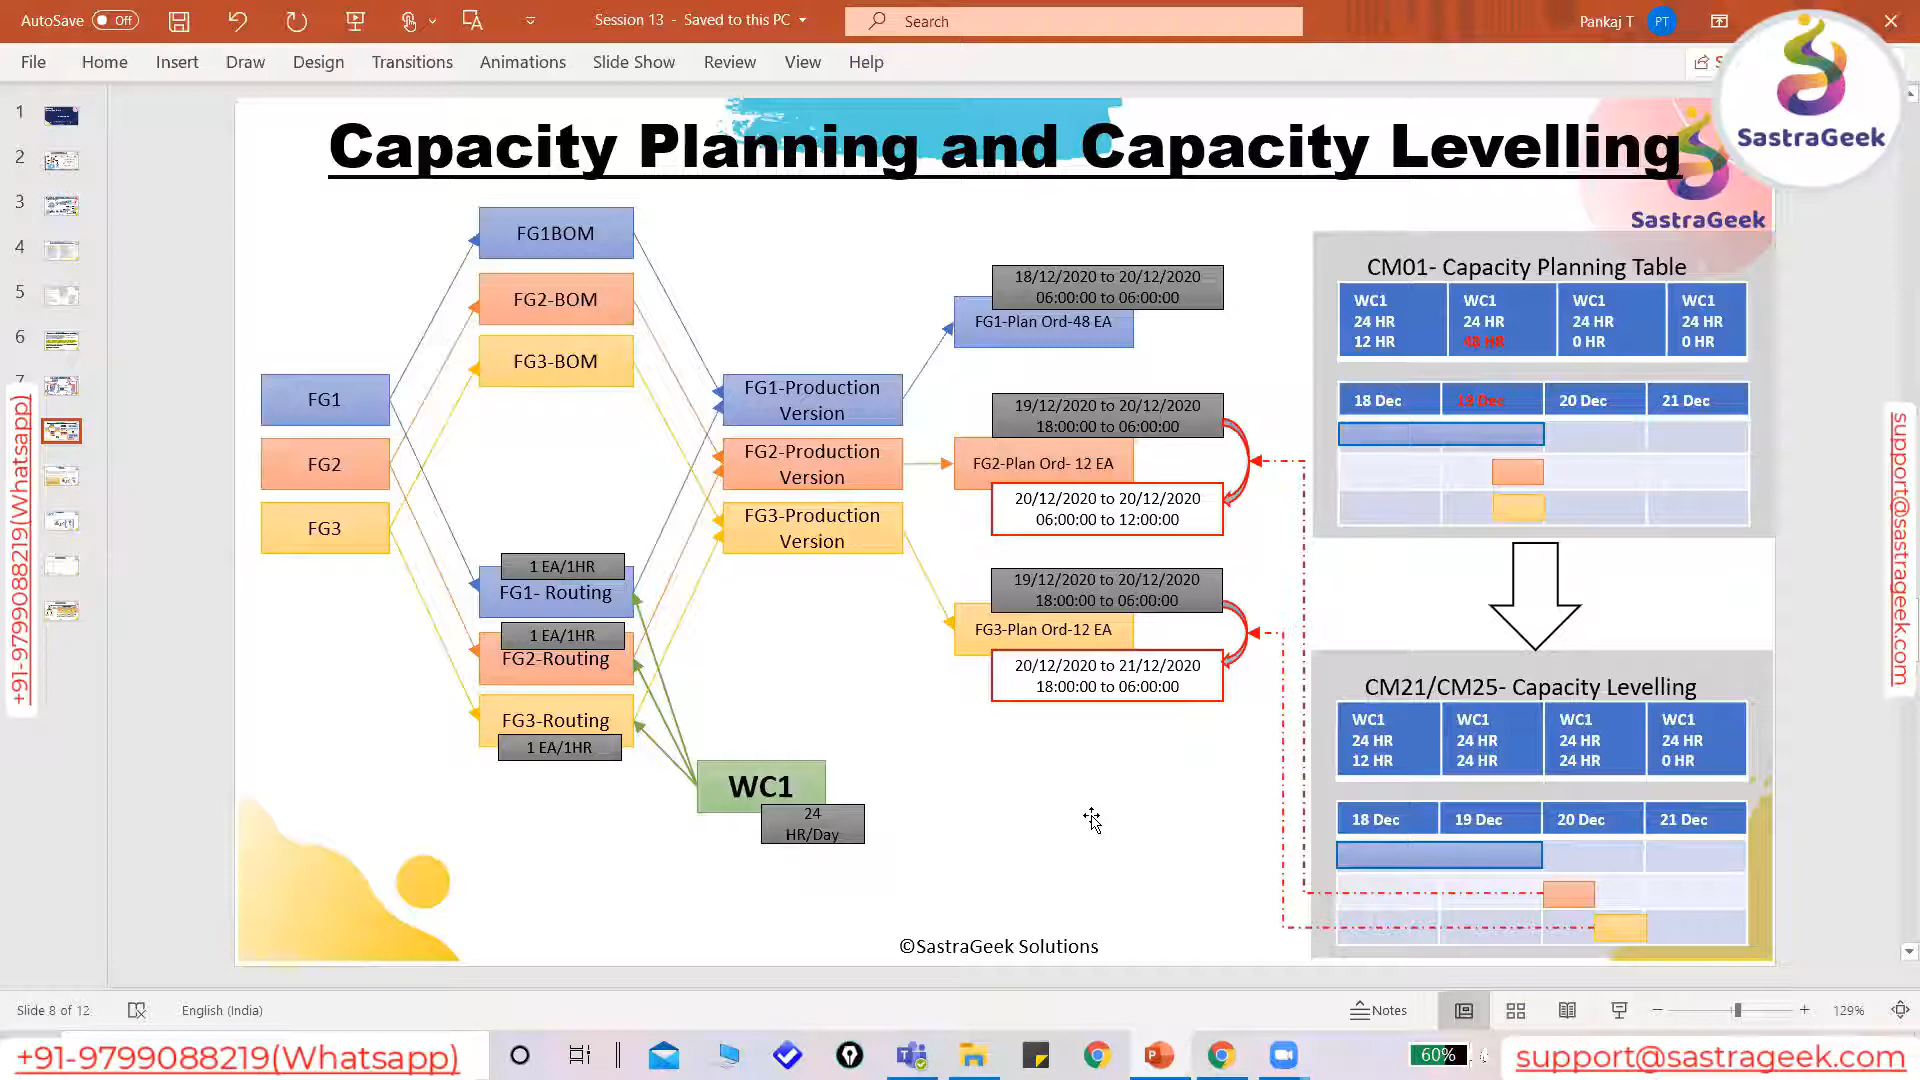 AutoSave Off
Session 13 - Saved to this PC
Search
Pankaj T
PT
File Home Insert Draw Design Transitions Animations Slide Show Review View Help
SastraGeek
Capacity Planning and Capacity Levelling
SastraGeek
1
2
3
4
5
6
7
FG1
FG2
FG3
FG1BOM
FG2-BOM
FG3-BOM
1 EA/1HR
FG1- Routing
1 EA/1HR
FG2-Routing
FG3-Routing
1 EA/1HR
WC1
24
HR/Day
FG1-Production
Version
FG2-Production
Version
FG3-Production
Version
18/12/2020 to 20/12/2020
06:00:00 to 06:00:00
FG1-Plan Ord-48 EA
19/12/2020 to 20/12/2020
18:00:00 to 06:00:00
FG2-Plan Ord- 12 EA
20/12/2020 to 20/12/2020
06:00:00 to 12:00:00
19/12/2020 to 20/12/2020
18:00:00 to 06:00:00
FG3-Plan Ord-12 EA
20/12/2020 to 21/12/2020
18:00:00 to 06:00:00
CM01- Capacity Planning Table
WC1 WC1 WC1 WC1
24 HR 24 HR 24 HR 24 HR
12 HR 48 HR 0 HR 0 HR
18 Dec 19 Dec 20 Dec 21 Dec
CM21/CM25- Capacity Levelling
WC1 WC1 WC1 WC1
24 HR 24 HR 24 HR 24 HR
12 HR 24 HR 24 HR 0 HR
18 Dec 19 Dec 20 Dec 21 Dec
©SastraGeek Solutions
+91-9799088219(Whatsapp)
support@sastrageek.com
Slide 8 of 12
English (India)
Notes
129%
+91-9799088219(Whatsapp)
60%
support@sastrageek.com